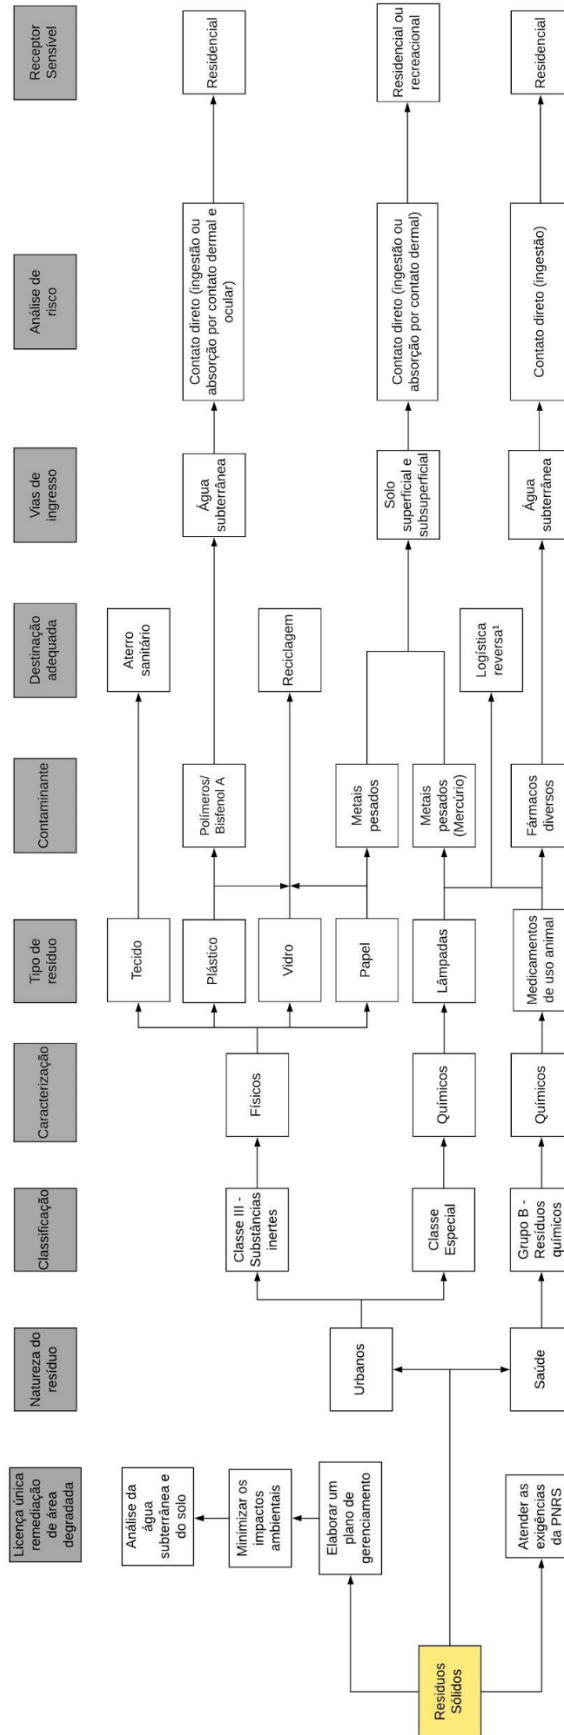 Licença única
remediação
de área
degradada
Natureza do
resíduo
Classificação
Caracterização
Tipo de
resíduo
Contaminante
Destinação
adequada
Vias de
ingresso
Análise de
risco
Receptor
Sensível
Análise da
água
subterrânea e
do solo
Minimizar os
impactos
ambientais
Elaborar um
plano de
gerenciamento
Atender as
exigências
da PNRS
Resíduos
Sólidos
Urbanos
Saúde
Classe III -
Substâncias
inertes
Classe
Especial
Grupo B -
Resíduos
químicos
Físicos
Químicos
Químicos
Tecido
Plástico
Vidro
Papel
Lâmpadas
Medicamentos
de uso animal
Polímeros/
Bisfenol A
Metais
pesados
Metais
pesados
(Mercúrio)
Fármacos
diversos
Aterro
sanitário
Reciclagem
Logística
reversa¹
Água
subterrânea
Solo
superficial e
subsuperficial
Água
subterrânea
Contato direto (ingestão ou
absorção por contato dermal e
ocular)
Contato direto (ingestão ou
absorção por contato dermal)
Contato direto (ingestão)
Residencial
Residencial ou
recreacional
Residencial